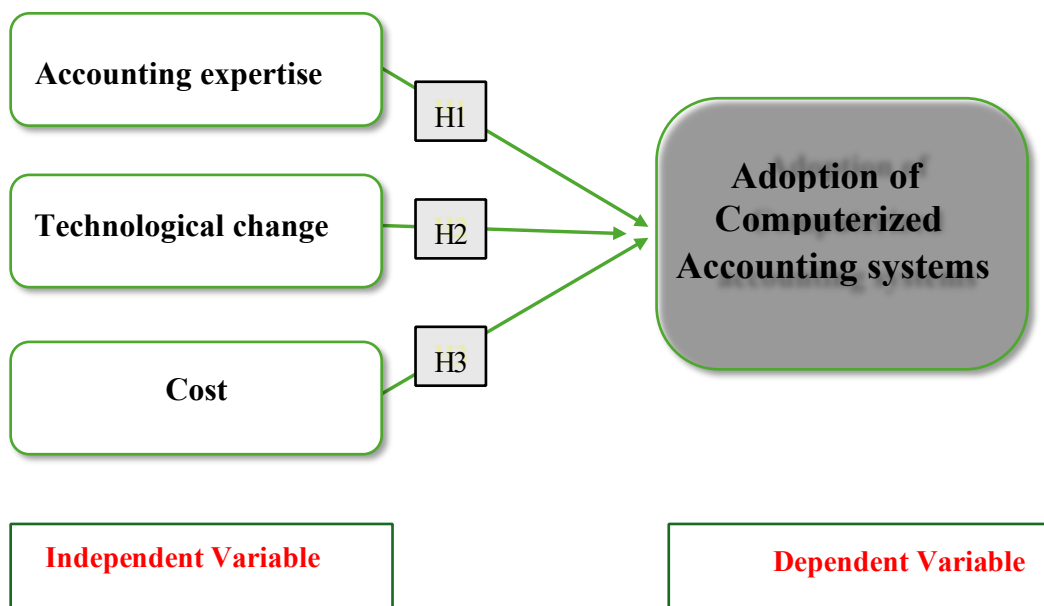 Accounting expertise
H1
Technological change
H2
Cost
H3
Adoption of
Computerized
Accounting systems
Independent Variable
Dependent Variable